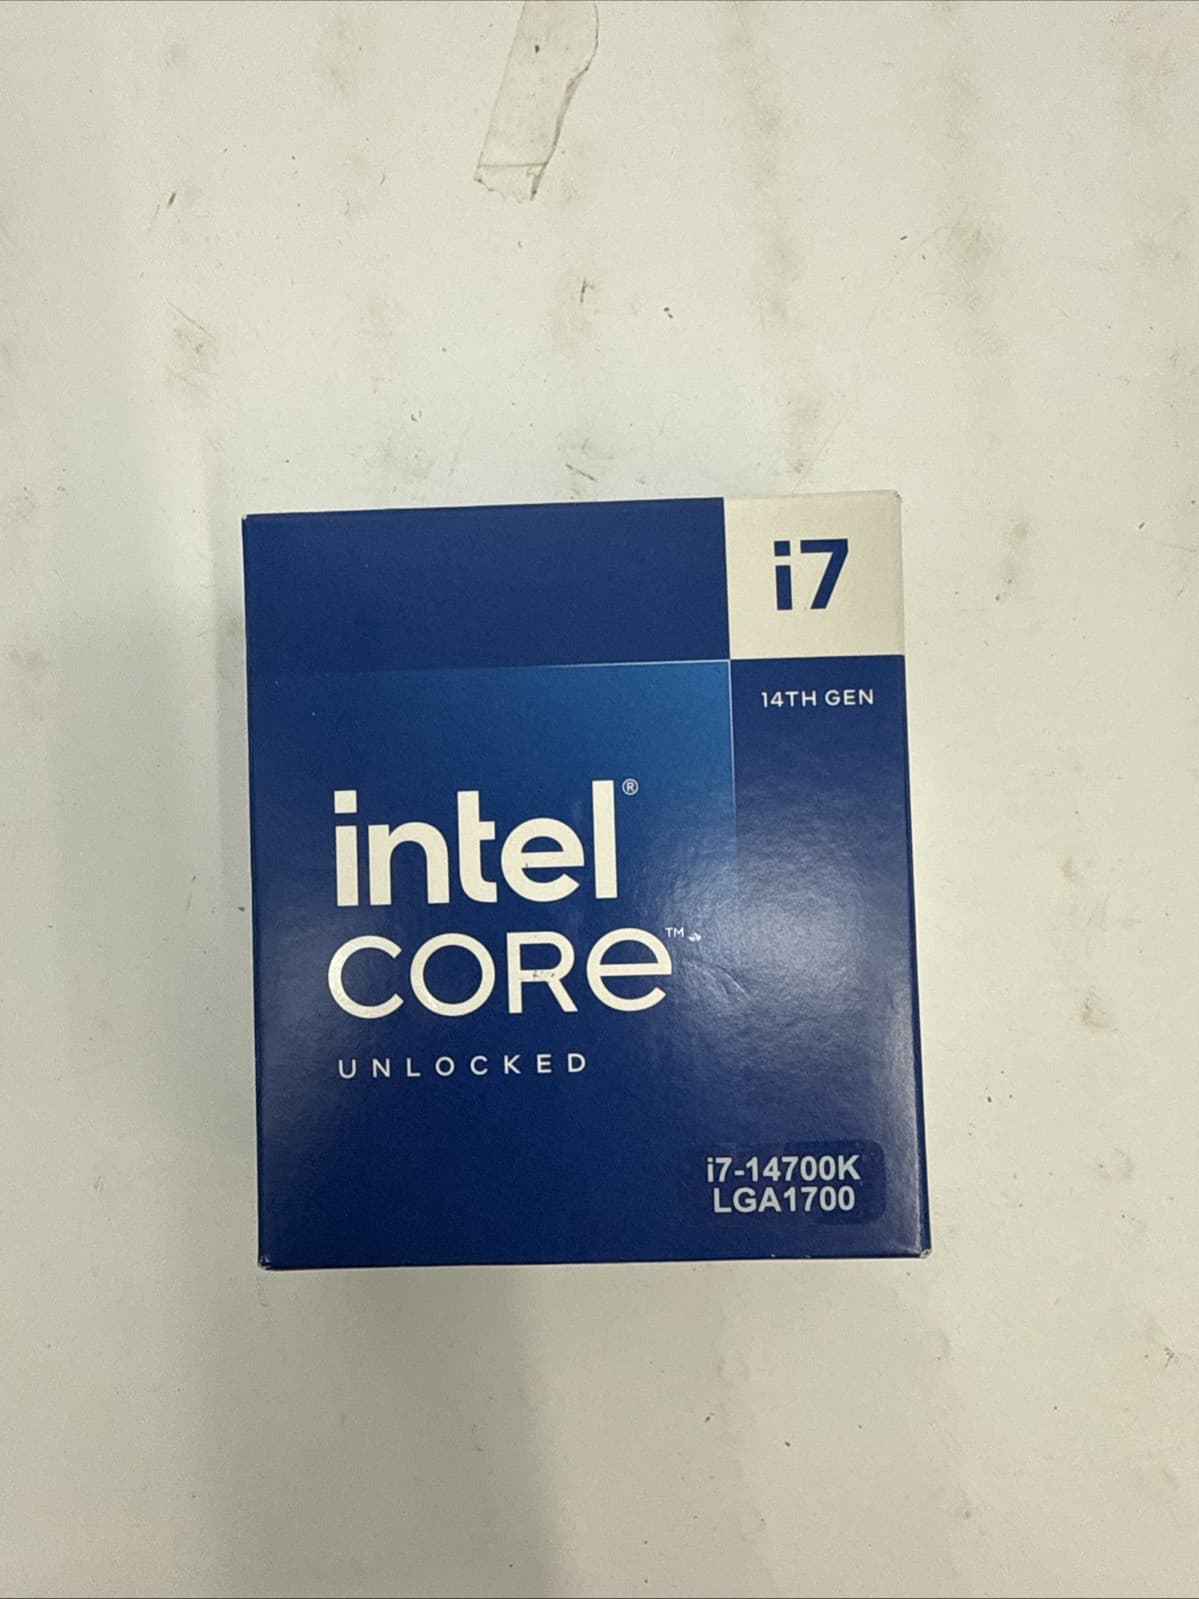 i7
14TH GEN
intel®
CORE™
UNLOCKED
i7-14700K
LGA1700